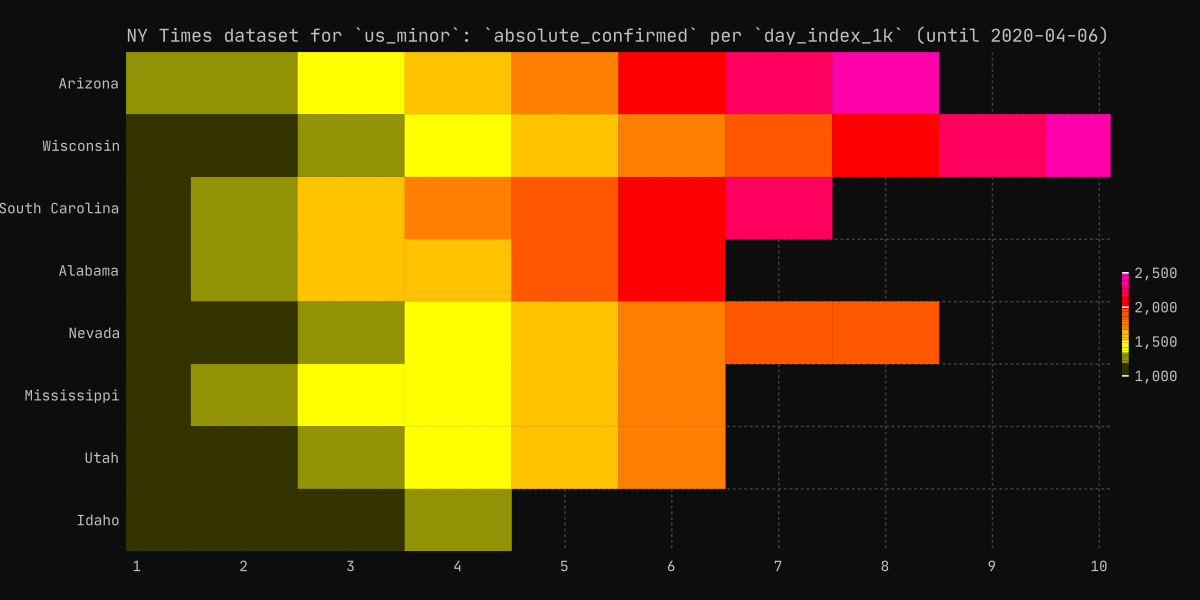 NY Times dataset for `us_minor`: `absolute_confirmed` per `day_index_1k` (until 2020-04-06)
Arizona
Wisconsin
South Carolina
Alabama
Nevada
Mississippi
Utah
Idaho
2,500
2,000
1,500
1,000
1 2 3 4 5 6 7 8 9 10